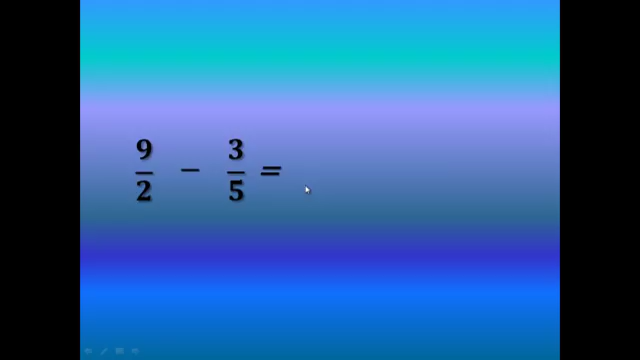 9/2 − 3/5 =